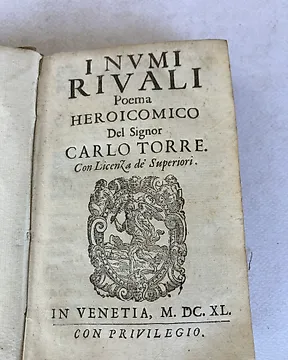 I NVMI
RIVALI
Poema
HEROICOMICO
Del Signor
CARLO TORRE.
Con Licenza de' Superiori.
IN VENETIA, M. DC. XL.
CON PRIVILEGIO.